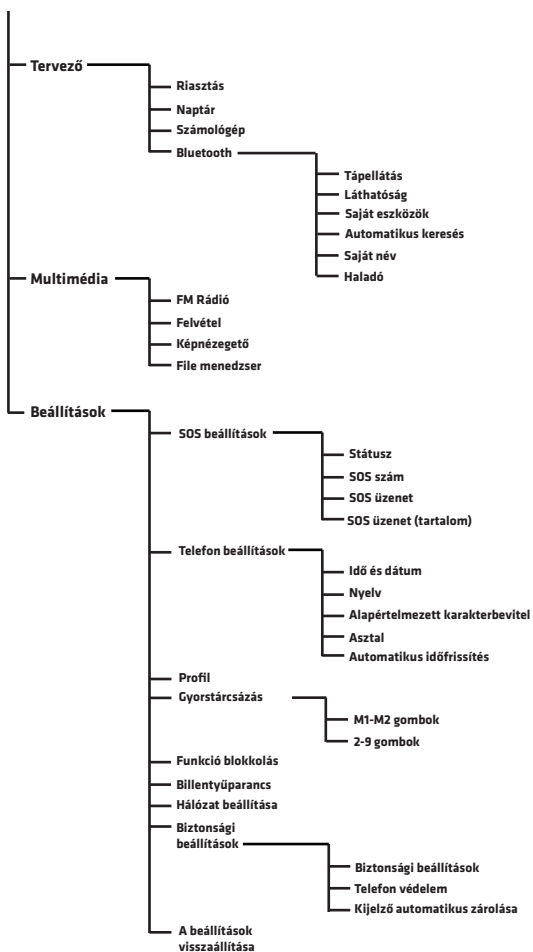 Tervező
Riasztás
Naptár
Számológép
Bluetooth
Tápellátás
Láthatóság
Saját eszközök
Automatikus keresés
Saját név
Haladó
Multimédia
FM Rádió
Felvétel
Képnézegető
File menedzser
Beállítások
SOS beállítások
Státusz
SOS szám
SOS üzenet
SOS üzenet (tartalom)
Telefon beállítások
Idő és dátum
Nyelv
Alapértelmezett karakterbevitel
Asztal
Automatikus időfrissítés
Profil
Gyorstárcsázás
M1-M2 gombok
2-9 gombok
Funkció blokkolás
Billentyűparancs
Hálózat beállítása
Biztonsági
beállítások
Biztonsági beállítások
Telefon védelem
Kijelző automatikus zárolása
A beállítások
visszaállítása